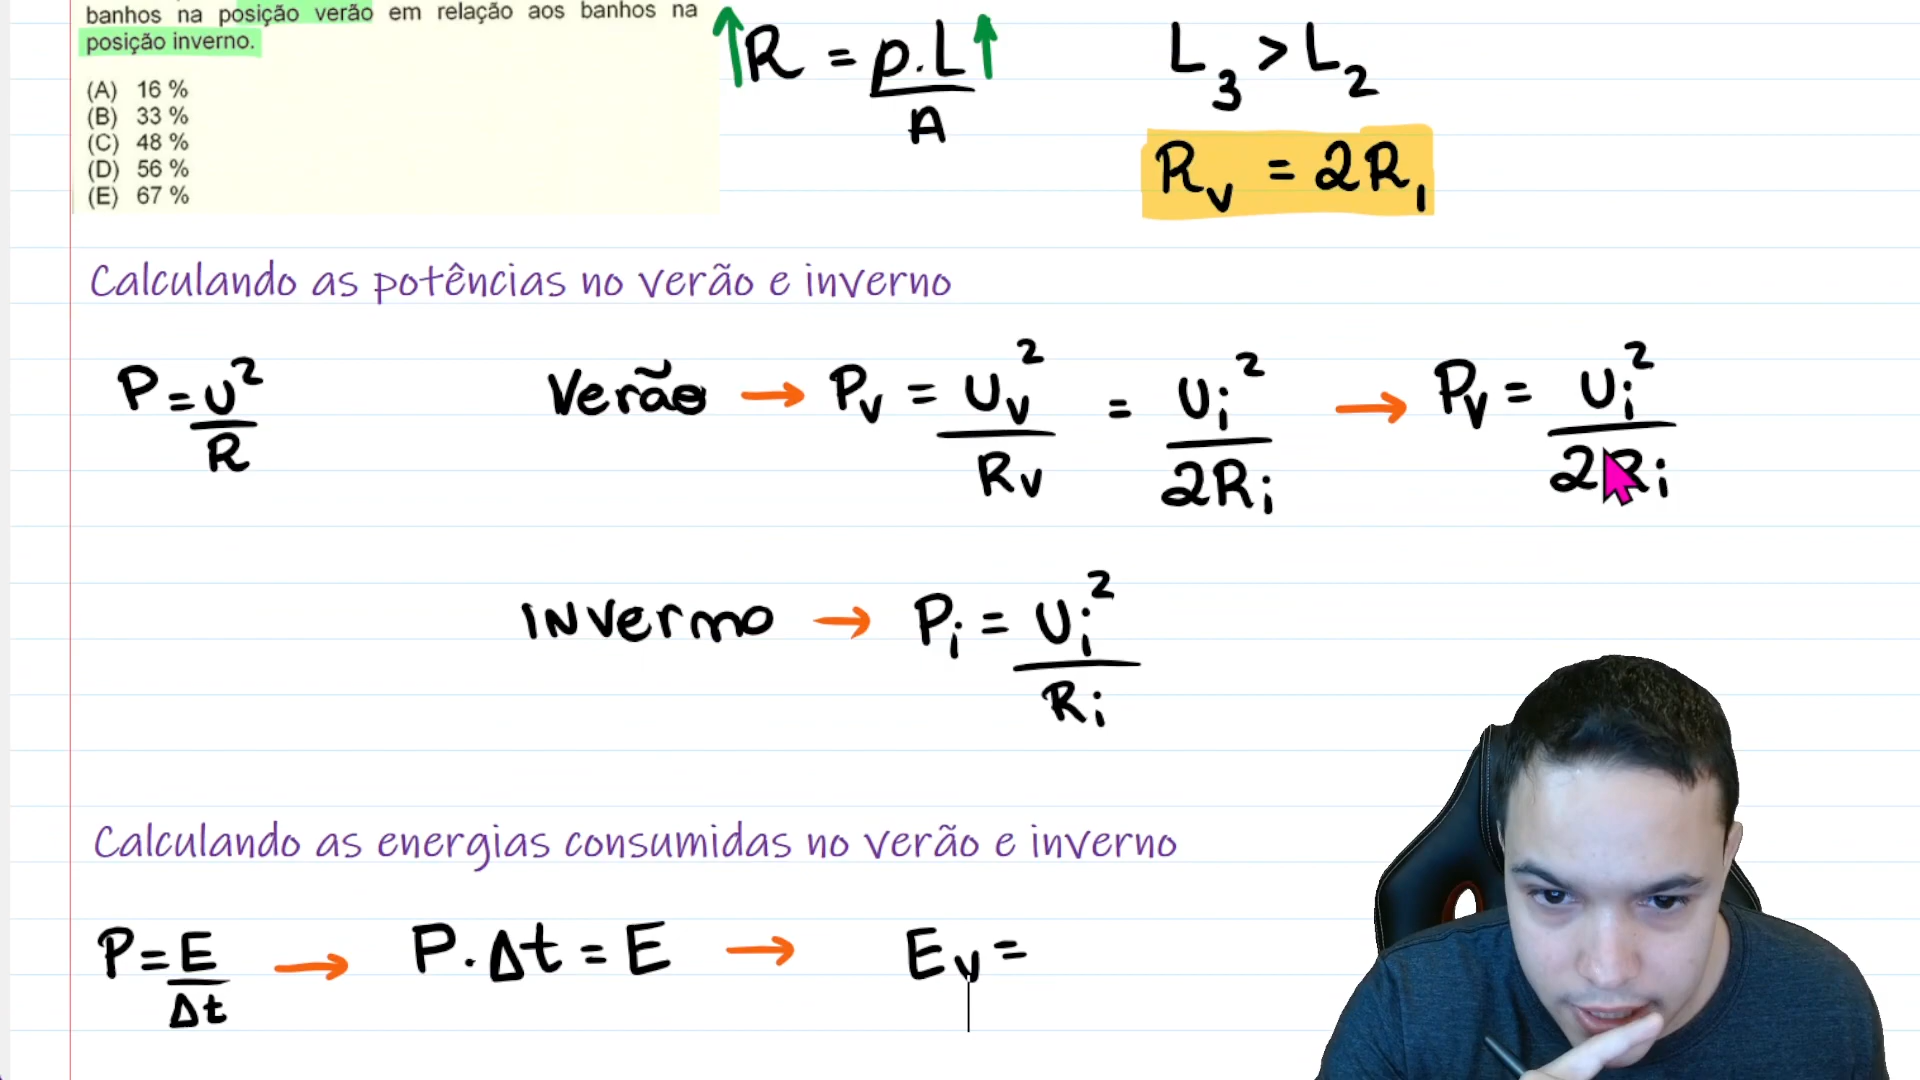 banhos na posição verão em relação aos banhos na
posição inverno.
(A) 16 %
(B) 33 %
(C) 48 %
(D) 56 %
(E) 67 %
R = p.L / A
L3 > L2
Rv = 2R1
Calculando as potências no verão e inverno
P = U² / R
Verão → Pv = Uv² / Rv = Ui² / 2Ri → Pv = Ui² / 2Ri
inverno → Pi = Ui² / Ri
Calculando as energias consumidas no verão e inverno
P = E / Δt → P.Δt = E → Ev =